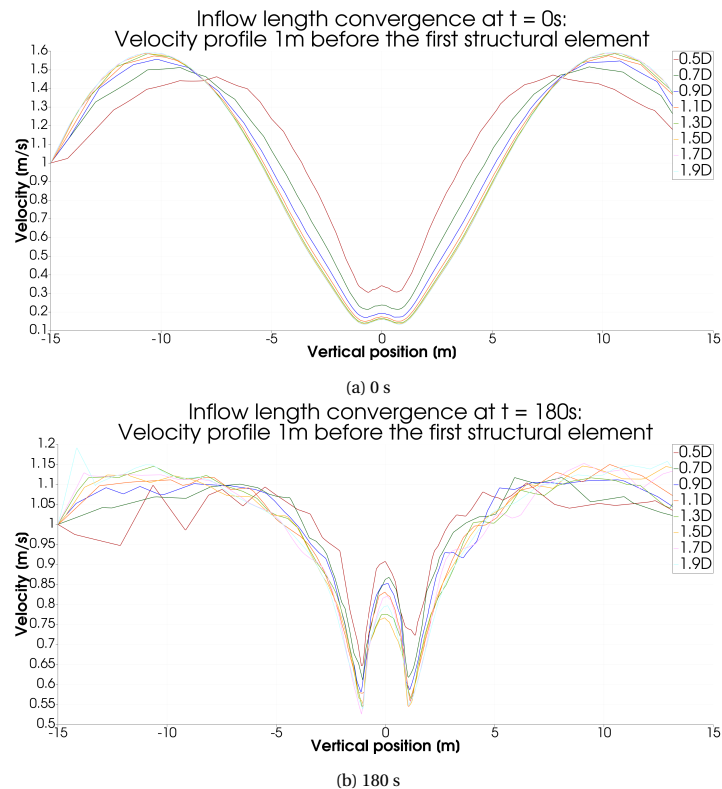 Inflow length convergence at t = 0s:
Velocity profile 1m before the first structural element
1.6
1.5
1.4
1.3
1.2
1.1
1
0.9
0.8
0.7
0.6
0.5
0.4
0.3
0.2
0.1
Velocity (m/s)
-15
-10
-5
0
5
10
15
Vertical position (m)
0.5D
0.7D
0.9D
1.1D
1.3D
1.5D
1.7D
1.9D
(a) 0 s
Inflow length convergence at t = 180s:
Velocity profile 1m before the first structural element
1.2
1.15
1.1
1.05
1
0.95
0.9
0.85
0.8
0.75
0.7
0.65
0.6
0.55
0.5
Velocity (m/s)
-15
-10
-5
0
5
10
15
Vertical position (m)
0.5D
0.7D
0.9D
1.1D
1.3D
1.5D
1.7D
1.9D
(b) 180 s